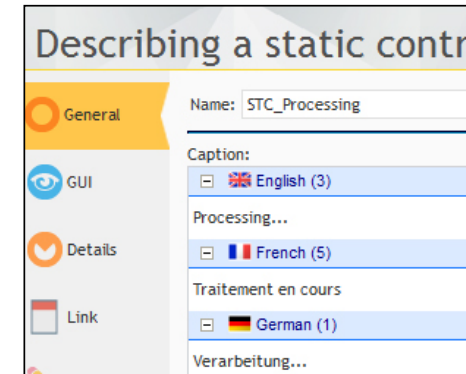 Describing a static contr
General
Name: STC_Processing
Caption:
English (3)
GUI
Processing...
Details
French (5)
Traitement en cours
Link
German (1)
Verarbeitung...